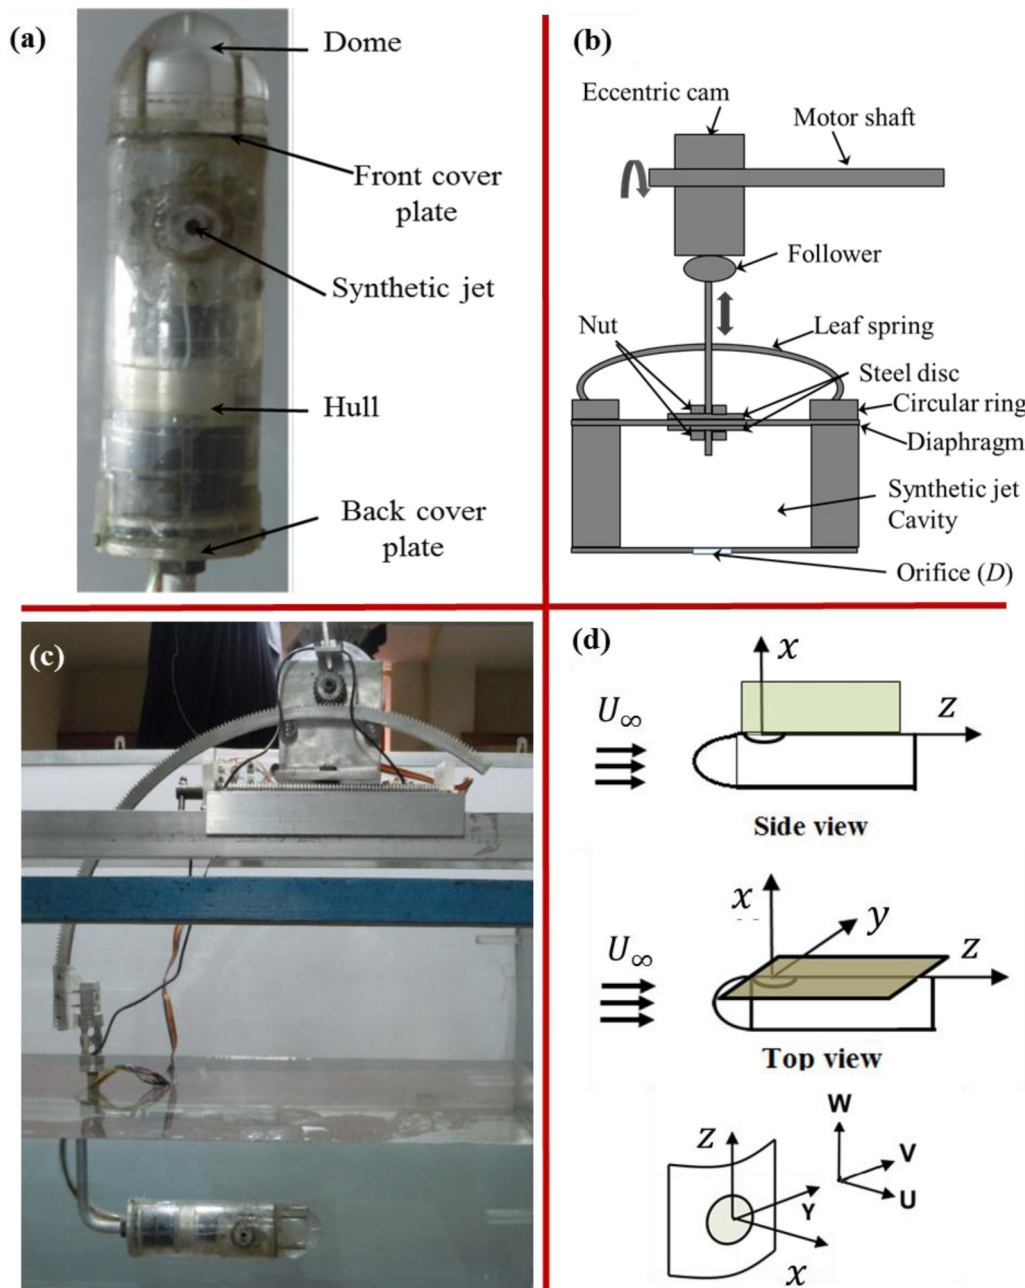 (a)
Dome
Front cover
plate
Synthetic jet
Hull
Back cover
plate
(b)
Eccentric cam
Motor shaft
Follower
Nut
Leaf spring
Steel disc
Circular ring
Diaphragm
Synthetic jet
Cavity
Orifice (D)
(c)
(d)
x
U∞
z
Side view
x
y
U∞
z
Top view
W
z
V
Y
U
x